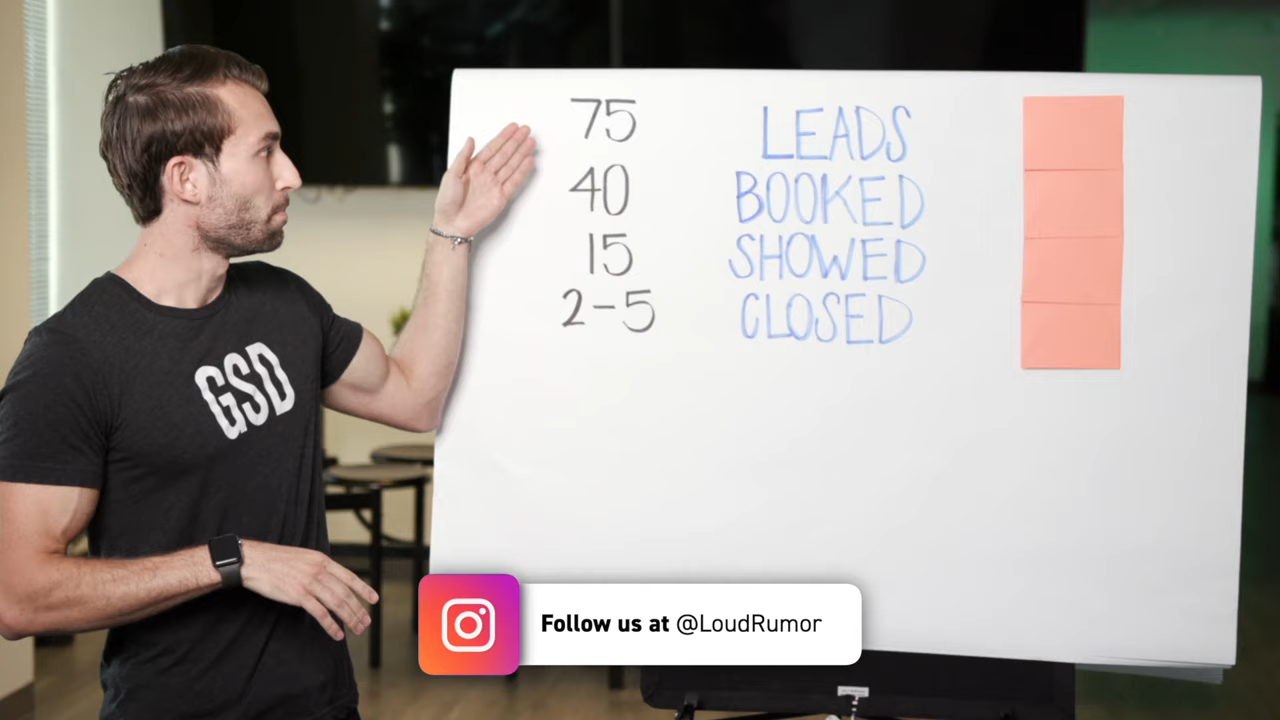 75 LEADS
40 BOOKED
15 SHOWED
2-5 CLOSED
GSD
Follow us at @LoudRumor